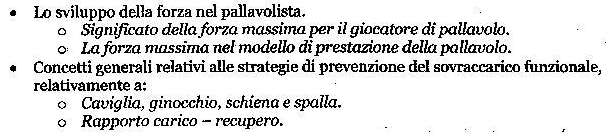 • Lo sviluppo della forza nel pallavolista.
o Significato della forza massima per il giocatore di pallavolo.
o La forza massima nel modello di prestazione della pallavolo.
• Concetti generali relativi alle strategie di prevenzione del sovraccarico funzionale,
relativamente a:
o Caviglia, ginocchio, schiena e spalla.
o Rapporto carico – recupero.